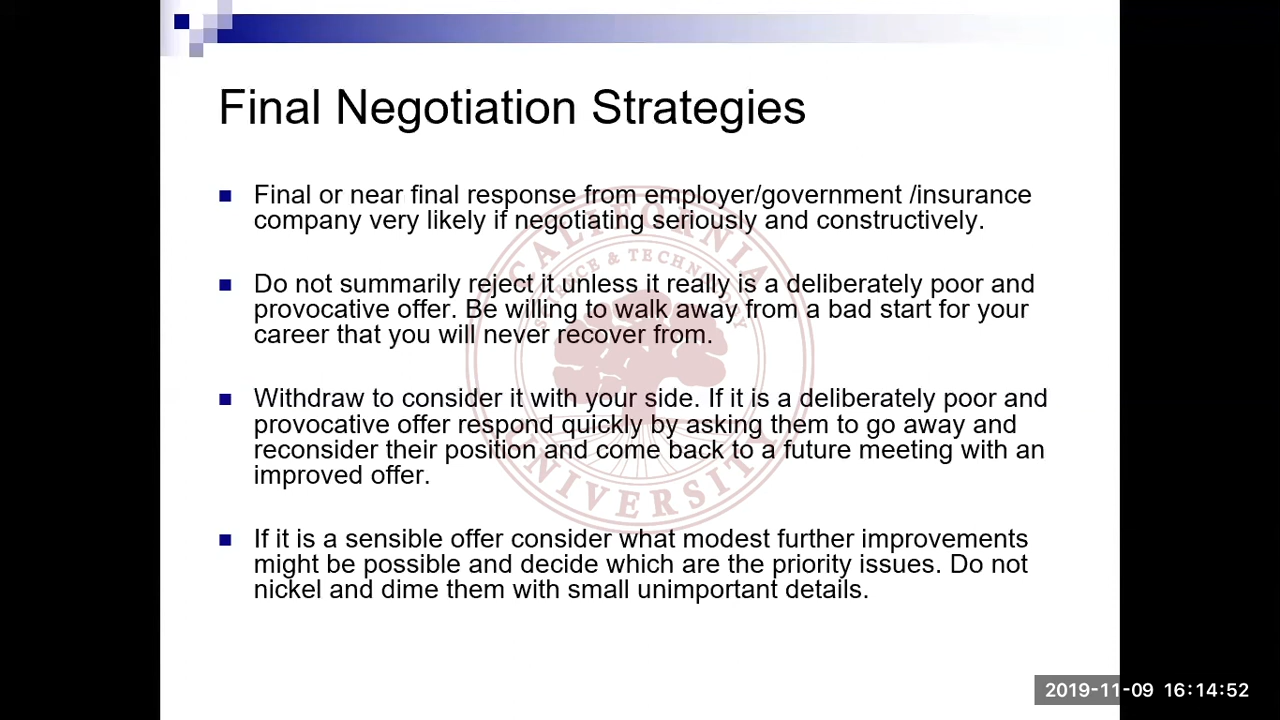 Final Negotiation Strategies
Final or near final response from employer/government /insurance
company very likely if negotiating seriously and constructively.
Do not summarily reject it unless it really is a deliberately poor and
provocative offer. Be willing to walk away from a bad start for your
career that you will never recover from.
Withdraw to consider it with your side. If it is a deliberately poor and
provocative offer respond quickly by asking them to go away and
reconsider their position and come back to a future meeting with an
improved offer.
If it is a sensible offer consider what modest further improvements
might be possible and decide which are the priority issues. Do not
nickel and dime them with small unimportant details.
CALIFORNIA
SCIENCE & TECHNOLOGY
UNIVERSITY
2019-11-09 16:14:52